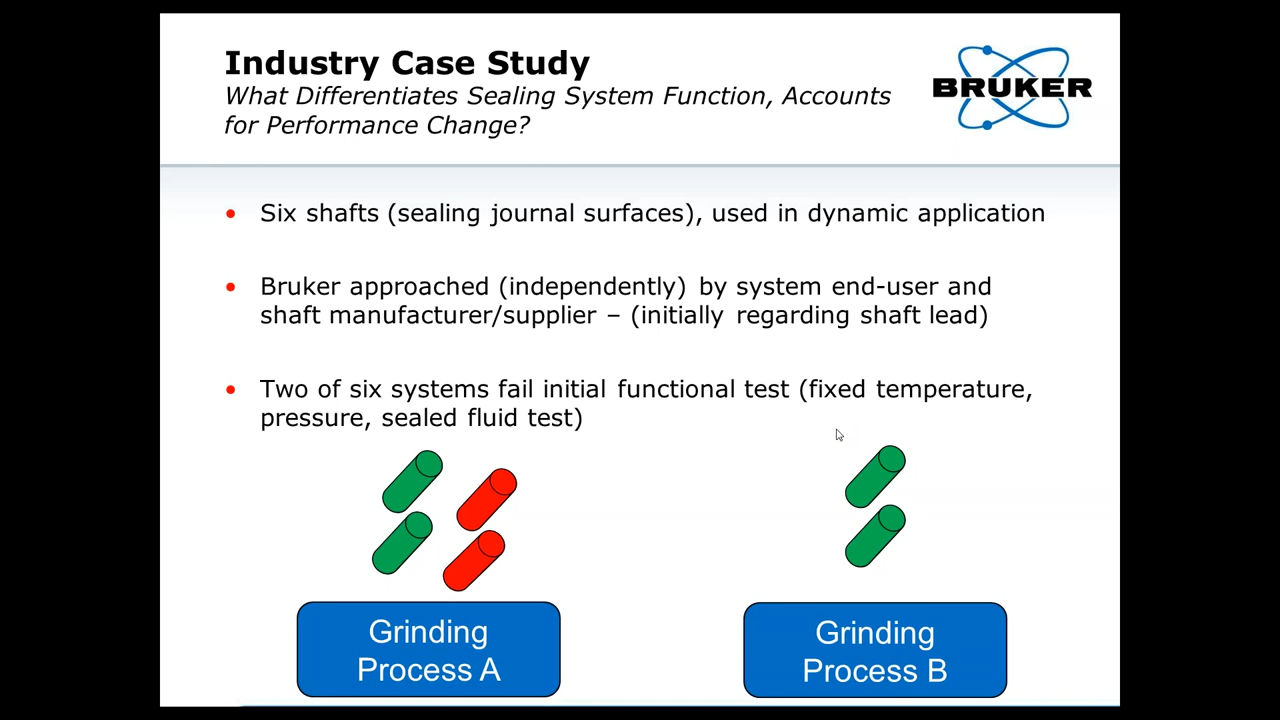 Industry Case Study
What Differentiates Sealing System Function, Accounts
for Performance Change?
BRUKER
• Six shafts (sealing journal surfaces), used in dynamic application
• Bruker approached (independently) by system end-user and
shaft manufacturer/supplier – (initially regarding shaft lead)
• Two of six systems fail initial functional test (fixed temperature,
pressure, sealed fluid test)
Grinding
Process A
Grinding
Process B